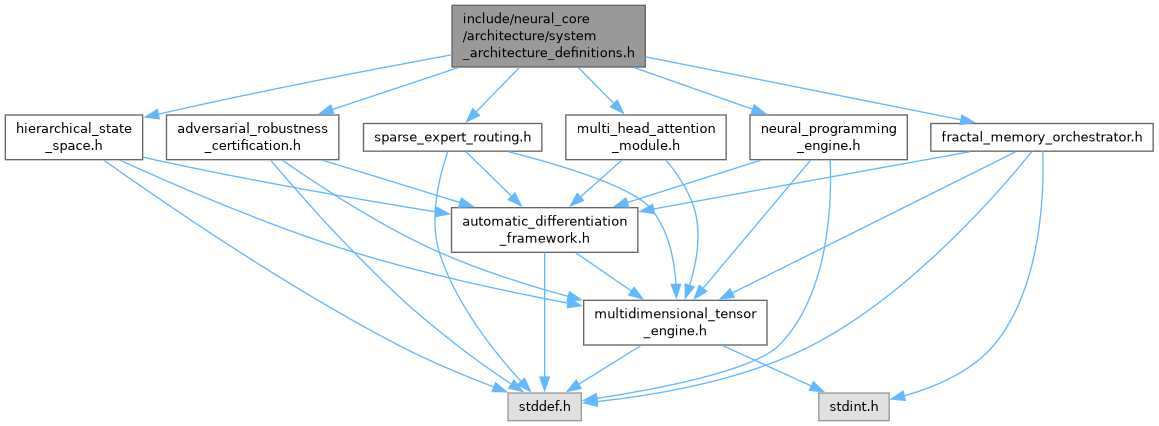 include/neural_core
/architecture/system
_architecture_definitions.h
hierarchical_state
_space.h
adversarial_robustness
_certification.h
sparse_expert_routing.h
multi_head_attention
_module.h
neural_programming
_engine.h
fractal_memory_orchestrator.h
automatic_differentiation
_framework.h
multidimensional_tensor
_engine.h
stddef.h
stdint.h